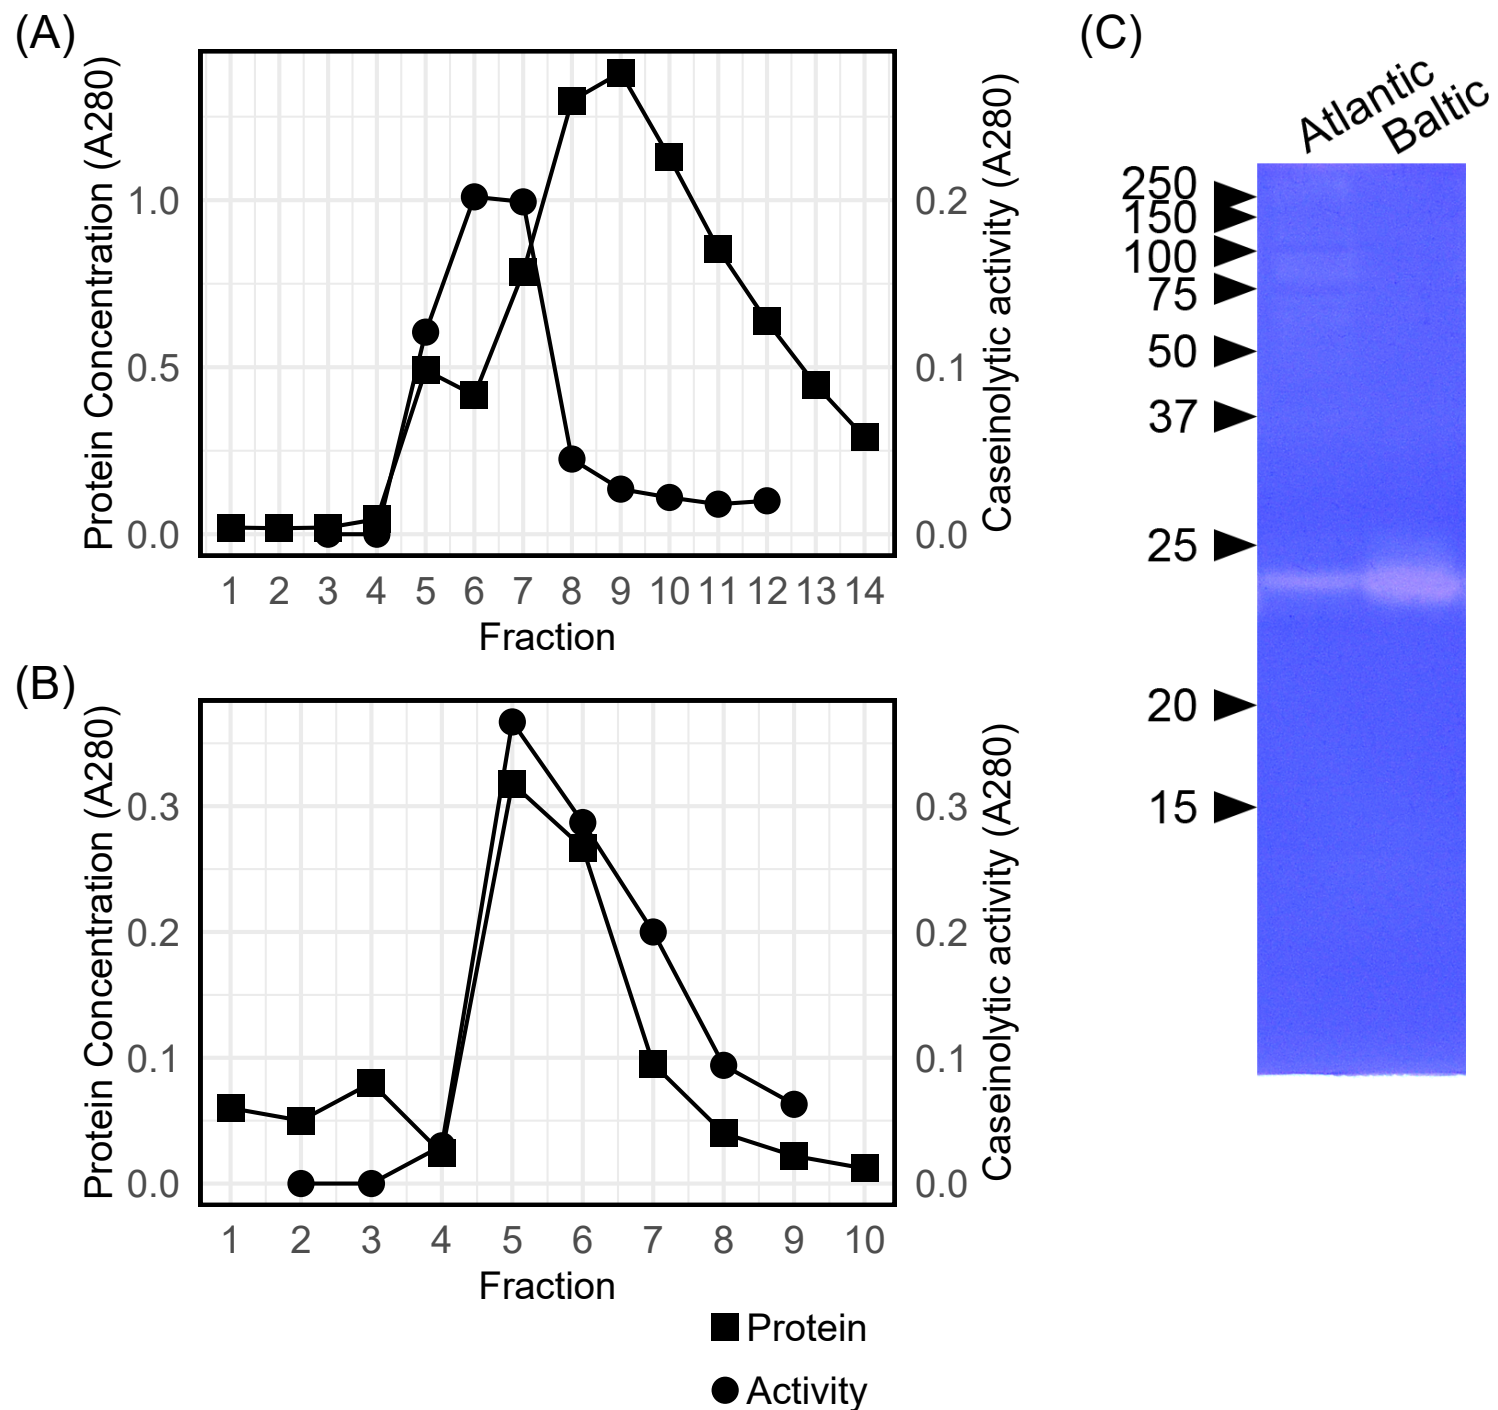 (A)
Protein Concentration (A280)
1.0
0.5
0.0
0.2
0.1
0.0
Caseinolytic activity (A280)
1 2 3 4 5 6 7 8 9 10 11 12 13 14
Fraction
(B)
Protein Concentration (A280)
0.3
0.2
0.1
0.0
0.3
0.2
0.1
0.0
Caseinolytic activity (A280)
1 2 3 4 5 6 7 8 9 10
Fraction
Protein
Activity
(C)
Atlantic
Baltic
250
150
100
75
50
37
25
20
15